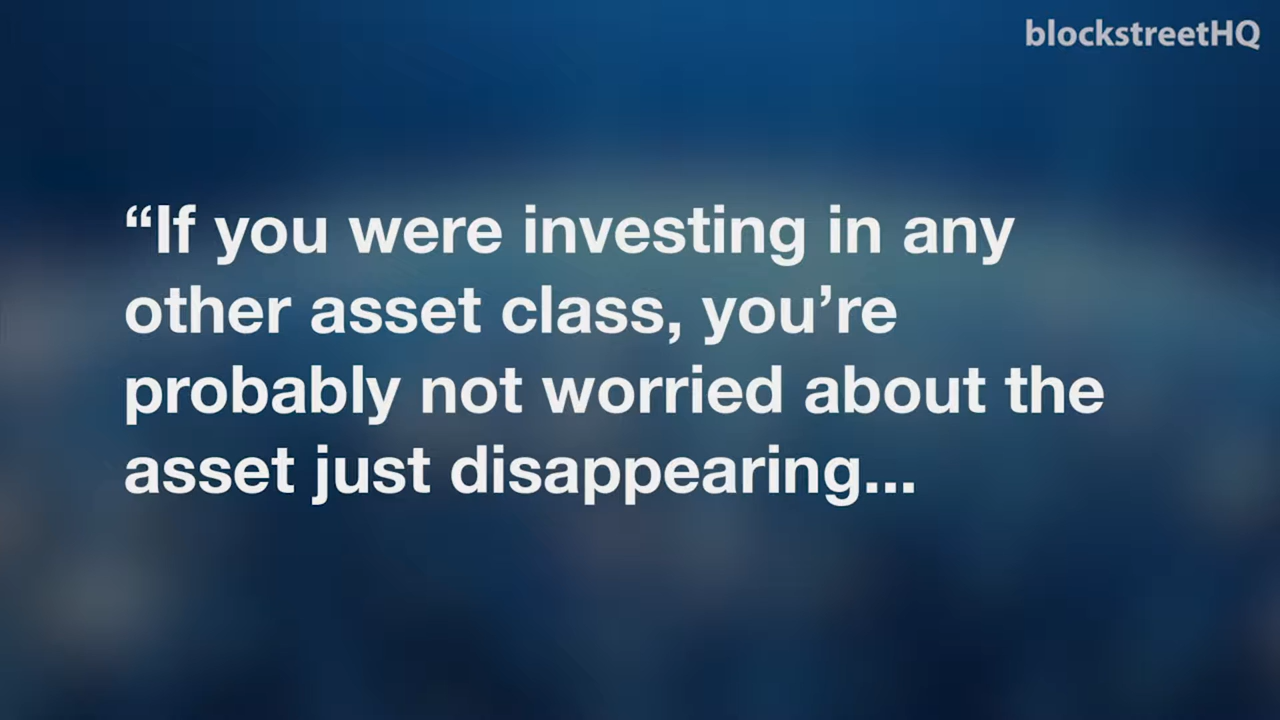 blockstreetHQ
“If you were investing in any
other asset class, you’re
probably not worried about the
asset just disappearing...